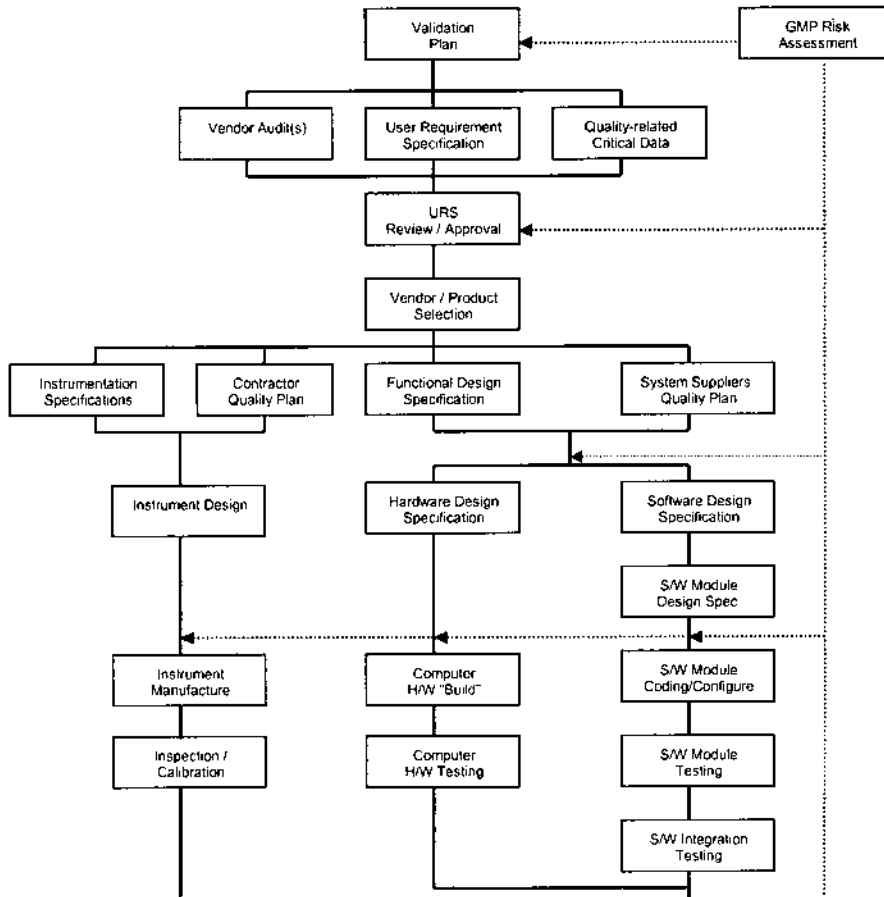 Validation
Plan
GMP Risk
Assessment
Vendor Audit(s)
User Requirement
Specification
Quality-related
Critical Data
URS
Review / Approval
Vendor / Product
Selection
Instrumentation
Specifications
Contractor
Quality Plan
Functional Design
Specification
System Suppliers
Quality Plan
Instrument Design
Hardware Design
Specification
Software Design
Specification
S/W Module
Design Spec
Instrument
Manufacture
Computer
H/W "Build"
S/W Module
Coding/Configure
Inspection /
Calibration
Computer
H/W Testing
S/W Module
Testing
S/W Integration
Testing